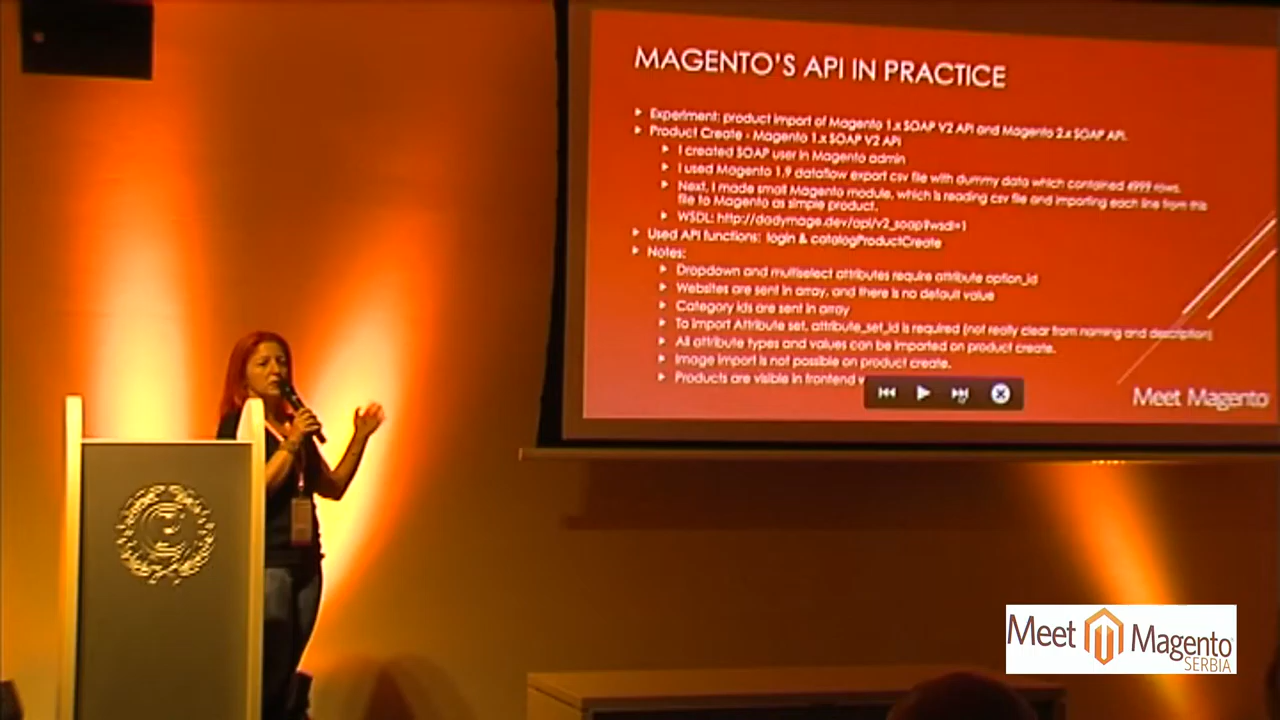 MAGENTO'S API IN PRACTICE
Experiment: product import of Magento 1.x SOAP V2 API and Magento 2.x SOAP API.
Product Create - Magento 1.x SOAP V2 API
I created SOAP user in Magento admin
I used Magento 1.9 dataflow export csv file with dummy data which contained 4999 rows.
Next, I made small Magento module, which is reading csv file and importing each line from this
file to Magento as simple product.
WSDL: http://dadymage.dev/api/v2_soap?wsdl=1
Used API functions: login & catalogProductCreate
Notes:
Dropdown and multiselect attributes require attribute option_id
Websites are sent in array, and there is no default value
Category ids are sent in array
To import Attribute set, attribute_set_id is required (not really clear from naming and description)
All attribute types and values can be imported on product create.
Image import is not possible on product create.
Products are visible in frontend
Meet Magento
Meet Magento
SERBIA